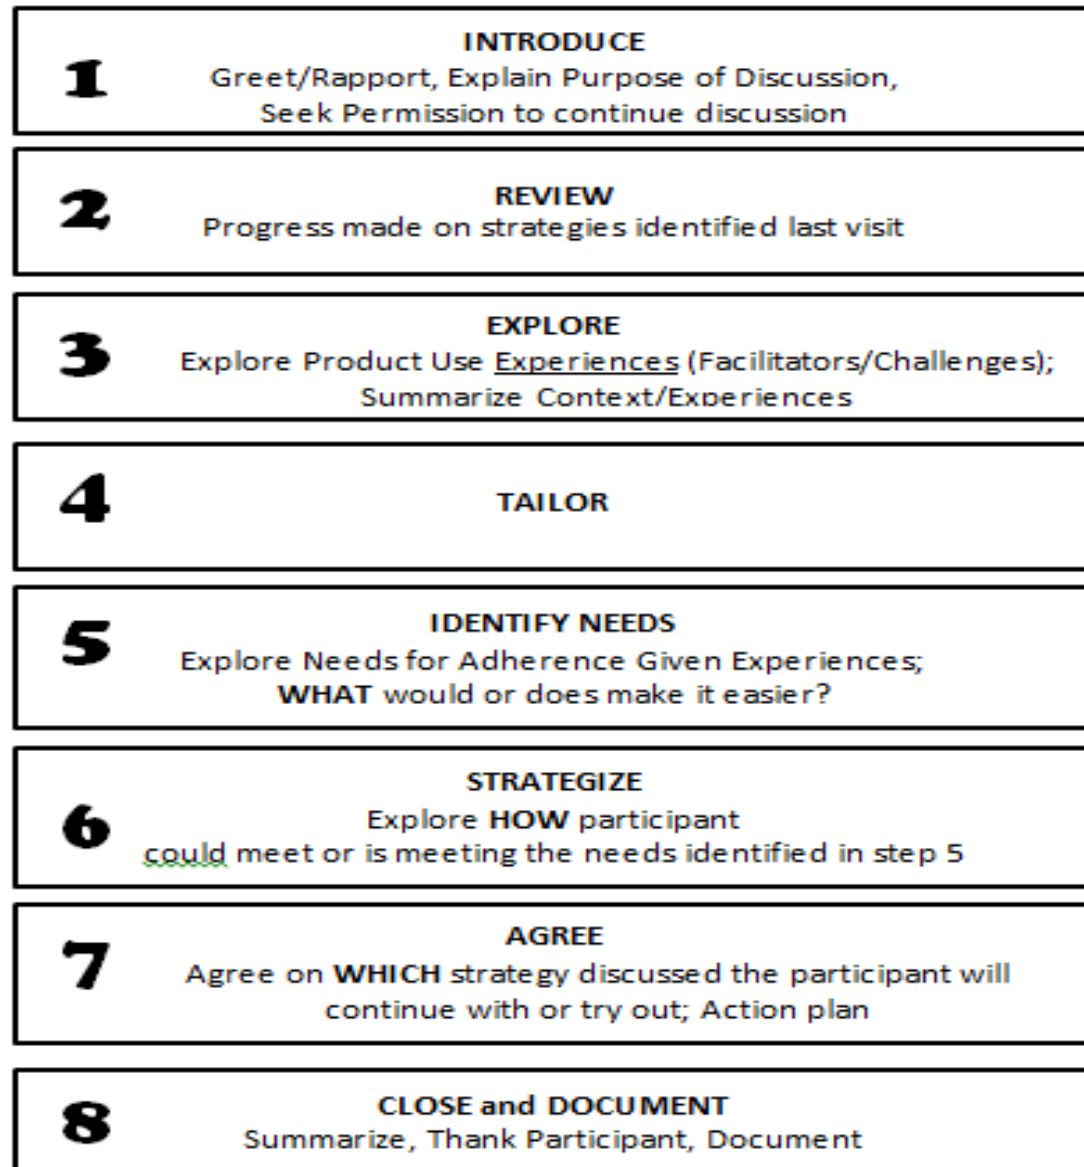 1
INTRODUCE
Greet/Rapport, Explain Purpose of Discussion,
Seek Permission to continue discussion
2
REVIEW
Progress made on strategies identified last visit
3
EXPLORE
Explore Product Use Experiences (Facilitators/Challenges);
Summarize Context/Experiences
4
TAILOR
5
IDENTIFY NEEDS
Explore Needs for Adherence Given Experiences;
WHAT would or does make it easier?
6
STRATEGIZE
Explore HOW participant
could meet or is meeting the needs identified in step 5
7
AGREE
Agree on WHICH strategy discussed the participant will
continue with or try out; Action plan
8
CLOSE and DOCUMENT
Summarize, Thank Participant, Document